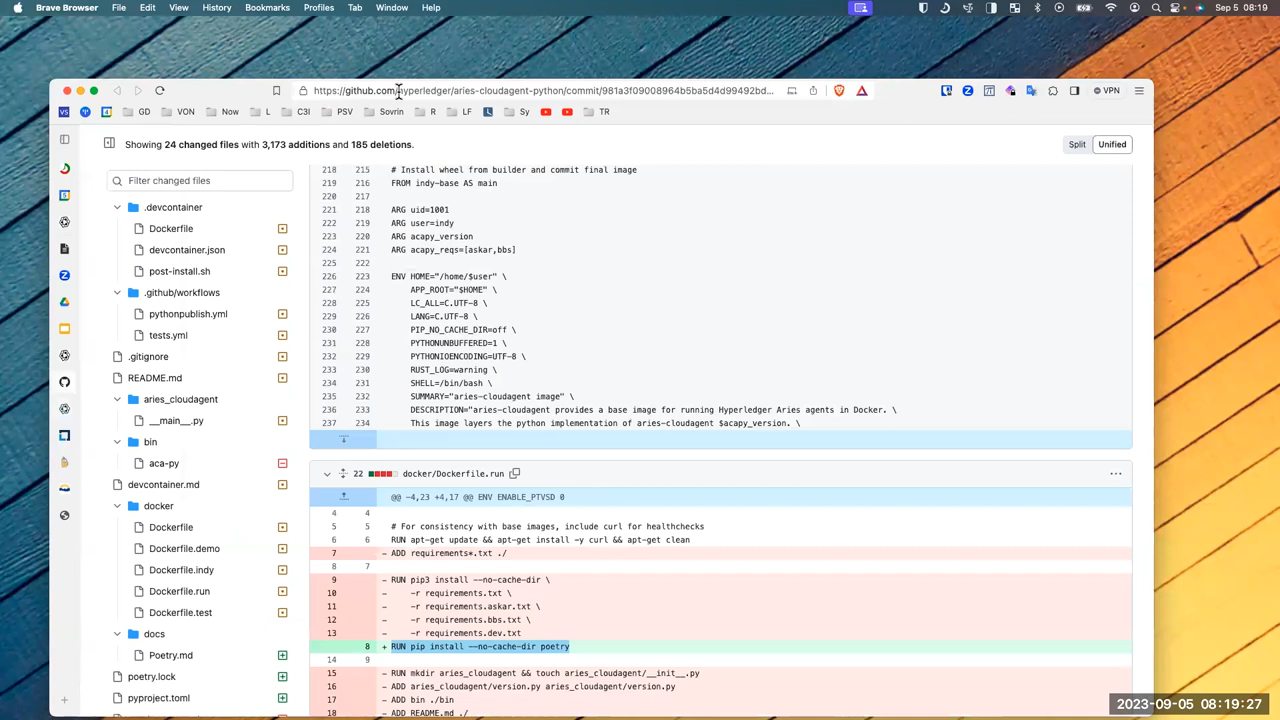 Brave Browser File Edit View History Bookmarks Profiles Tab Window Help Sep 5 08:19
https://github.com/hyperledger/aries-cloudagent-python/commit/981a3f09008964b5ba5d4d99492bd... VPN
VS GD VON Now L C3I PSV Sovrin R LF Sy TR
Showing 24 changed files with 3,173 additions and 185 deletions. Split Unified
Filter changed files
.devcontainer
Dockerfile
devcontainer.json
post-install.sh
.github/workflows
pythonpublish.yml
tests.yml
.gitignore
README.md
aries_cloudagent
__main__.py
bin
aca-py
devcontainer.md
docker
Dockerfile
Dockerfile.demo
Dockerfile.indy
Dockerfile.run
Dockerfile.test
docs
Poetry.md
poetry.lock
pyproject.toml
218 215 # Install wheel from builder and commit final image
219 216 FROM indy-base AS main
220 217
221 218 ARG uid=1001
222 219 ARG user=indy
223 220 ARG acapy_version
224 221 ARG acapy_reqs=[askar,bbs]
225 222
226 223 ENV HOME="/home/$user" \
227 224 APP_ROOT="$HOME" \
228 225 LC_ALL=C.UTF-8 \
229 226 LANG=C.UTF-8 \
230 227 PIP_NO_CACHE_DIR=off \
231 228 PYTHONUNBUFFERED=1 \
232 229 PYTHONIOENCODING=UTF-8 \
233 230 RUST_LOG=warning \
234 231 SHELL=/bin/bash \
235 232 SUMMARY="aries-cloudagent image" \
236 233 DESCRIPTION="aries-cloudagent provides a base image for running Hyperledger Aries agents in Docker. \
237 234 This image layers the python implementation of aries-cloudagent $acapy_version. \
22 docker/Dockerfile.run
@@ -4,23 +4,17 @@ ENV ENABLE_PTVSD 0
4 4
5 5 # For consistency with base images, include curl for healthchecks
6 6 RUN apt-get update && apt-get install -y curl && apt-get clean
7 - ADD requirements*.txt ./
8 7
9 - RUN pip3 install --no-cache-dir \
10 - -r requirements.txt \
11 - -r requirements.askar.txt \
12 - -r requirements.bbs.txt \
13 - -r requirements.dev.txt
8 + RUN pip install --no-cache-dir poetry
14 9
15 - RUN mkdir aries_cloudagent && touch aries_cloudagent/__init__.py
16 - ADD aries_cloudagent/version.py aries_cloudagent/version.py
17 - ADD bin ./bin
18 - ADD README.md ./
2023-09-05 08:19:27